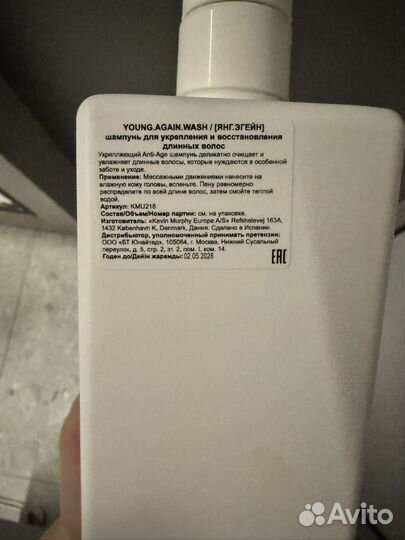 YOUNG.AGAIN.WASH / [ЯНГ.ЭГЕЙН]
шампунь для укрепления и восстановления
длинных волос
Укрепляющий Anti-Age шампунь деликатно очищает и
увлажняет длинные волосы, которые нуждаются в особенной
заботе и уходе.
Применение: Массажными движениями нанесите на
влажную кожу головы, вспеньте. Пену равномерно
распределите по всей длине волос, затем смойте теплой
водой.
Артикул: KMU218
Состав/Объем/Номер партии: см. на упаковке.
Изготовитель: «Kevin Murphy Europe A/S» Refshalevej 163A,
1432 København K, Denmark, Дания. Сделано в Испании.
Дистрибьютор, уполномоченный принимать претензии:
ООО «БТ Юнайтед», 105064, г. Москва, Нижний Сусальный
переулок, д. 5, стр. 2, эт. 2, пом. I, ком. 14.
Годен до/Дейін жарамды: 02.05.2028
EAC
Avito